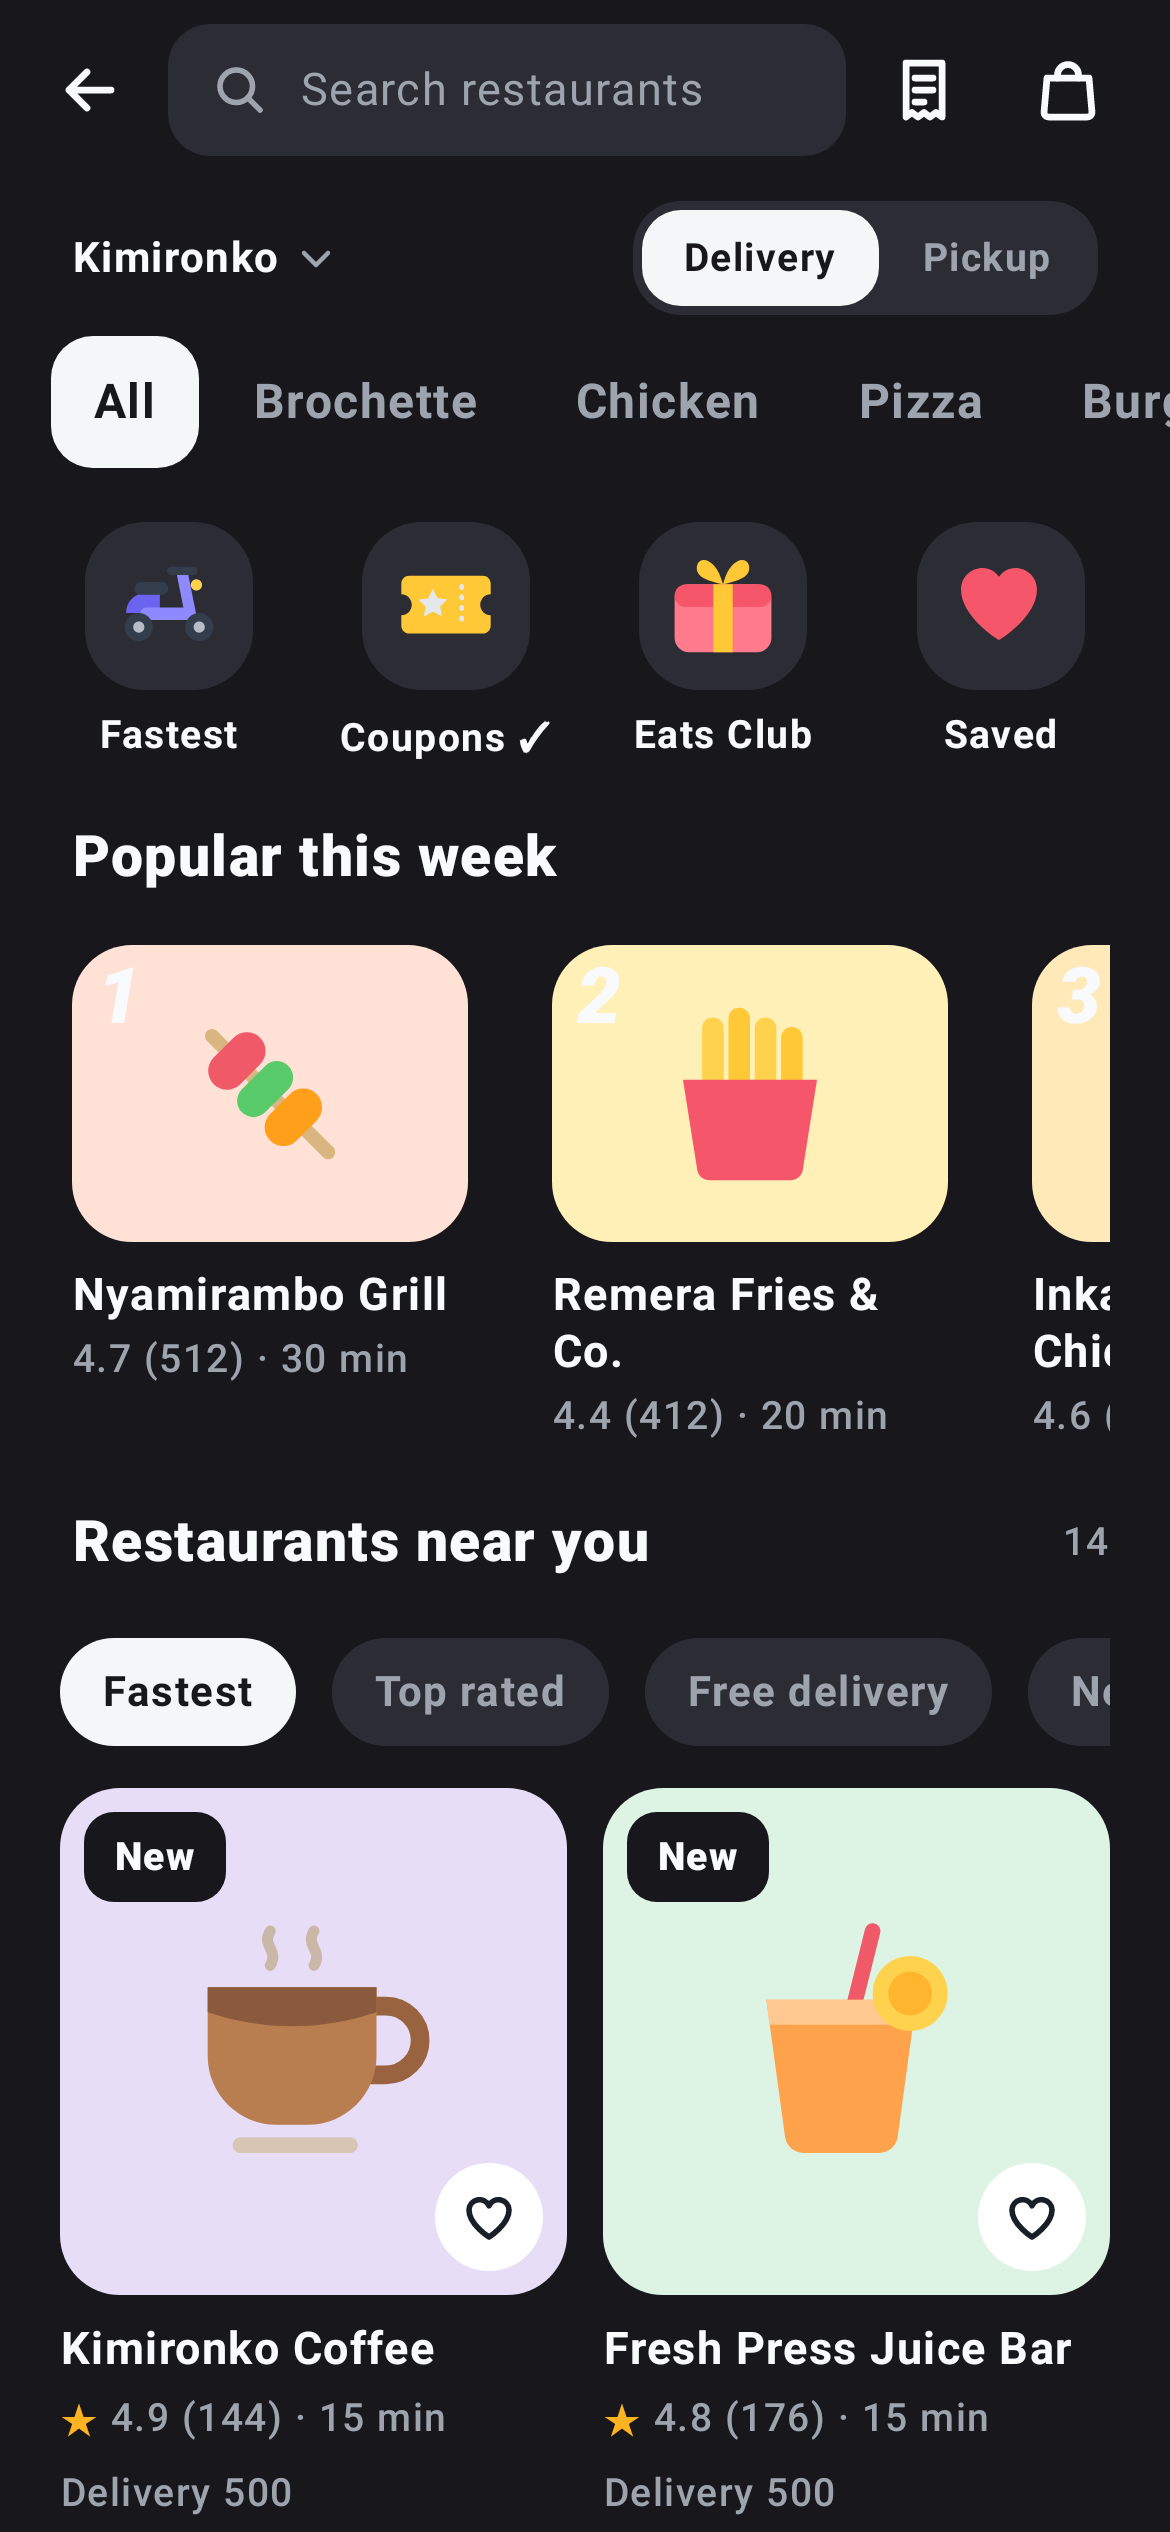 Search restaurants
Kimironko
Delivery
Pickup
All
Brochette
Chicken
Pizza
Fastest
Coupons ✓
Eats Club
Saved
Popular this week
1
2
3
Nyamirambo Grill
4.7 (512) · 30 min
Remera Fries &
Co.
4.4 (412) · 20 min
4.6
Restaurants near you
14
Fastest
Top rated
Free delivery
New
New
Kimironko Coffee
★ 4.9 (144) · 15 min
Delivery 500
Fresh Press Juice Bar
★ 4.8 (176) · 15 min
Delivery 500